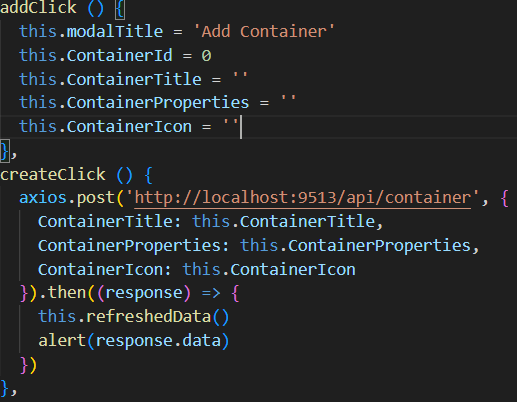 addClick () {
  this.modalTitle = 'Add Container'
  this.ContainerId = 0
  this.ContainerTitle = ''
  this.ContainerProperties = ''
  this.ContainerIcon = ''
},
createClick () {
  axios.post('http://localhost:9513/api/container', {
    ContainerTitle: this.ContainerTitle,
    ContainerProperties: this.ContainerProperties,
    ContainerIcon: this.ContainerIcon
  }).then((response) => {
    this.refreshedData()
    alert(response.data)
  })
},